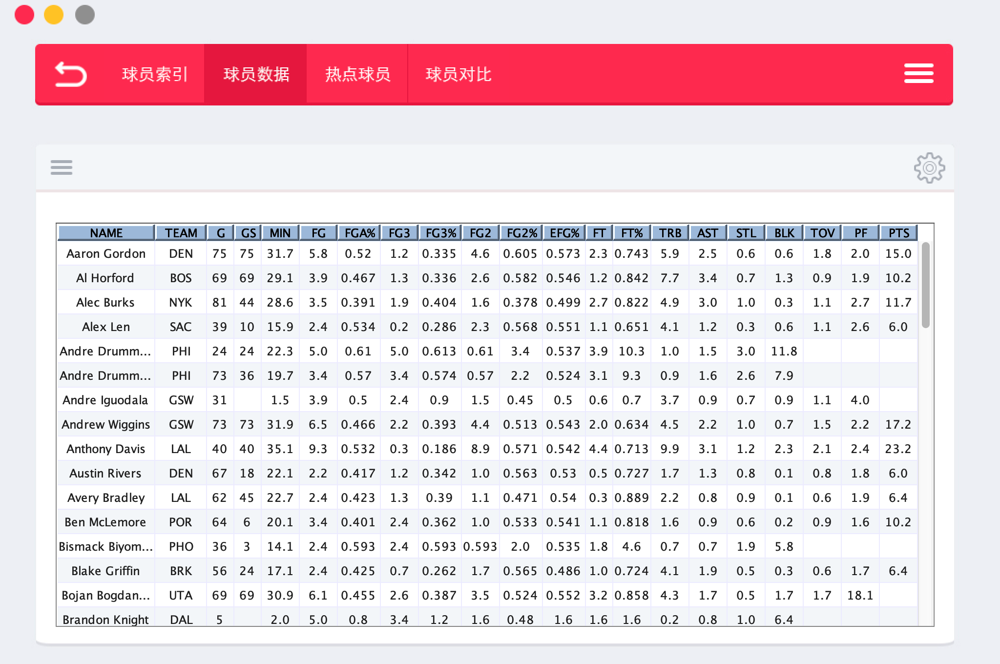 球员索引 球员数据 热点球员 球员对比
NAME TEAM G GS MIN FG FGA% FG3 FG3% FG2 FG2% EFG% FT FT% TRB AST STL BLK TOV PF PTS
Aaron Gordon DEN 75 75 31.7 5.8 0.52 1.2 0.335 4.6 0.605 0.573 2.3 0.743 5.9 2.5 0.6 0.6 1.8 2.0 15.0
Al Horford BOS 69 69 29.1 3.9 0.467 1.3 0.336 2.6 0.582 0.546 1.2 0.842 7.7 3.4 0.7 1.3 0.9 1.9 10.2
Alec Burks NYK 81 44 28.6 3.5 0.391 1.9 0.404 1.6 0.378 0.499 2.7 0.822 4.9 3.0 1.0 0.3 1.1 2.7 11.7
Alex Len SAC 39 10 15.9 2.4 0.534 0.2 0.286 2.3 0.568 0.551 1.1 0.651 4.1 1.2 0.3 0.6 1.1 2.6 6.0
Andre Drumm... PHI 24 24 22.3 5.0 0.61 5.0 0.613 0.61 3.4 0.537 3.9 10.3 1.0 1.5 3.0 11.8
Andre Drumm... PHI 73 36 19.7 3.4 0.57 3.4 0.574 0.57 2.2 0.524 3.1 9.3 0.9 1.6 2.6 7.9
Andre Iguodala GSW 31 1.5 3.9 0.5 2.4 0.9 1.5 0.45 0.5 0.6 0.7 3.7 0.9 0.7 0.9 1.1 4.0
Andrew Wiggins GSW 73 73 31.9 6.5 0.466 2.2 0.393 4.4 0.513 0.543 2.0 0.634 4.5 2.2 1.0 0.7 1.5 2.2 17.2
Anthony Davis LAL 40 40 35.1 9.3 0.532 0.3 0.186 8.9 0.571 0.542 4.4 0.713 9.9 3.1 1.2 2.3 2.1 2.4 23.2
Austin Rivers DEN 67 18 22.1 2.2 0.417 1.2 0.342 1.0 0.563 0.53 0.5 0.727 1.7 1.3 0.8 0.1 0.8 1.8 6.0
Avery Bradley LAL 62 45 22.7 2.4 0.423 1.3 0.39 1.1 0.471 0.54 0.3 0.889 2.2 0.8 0.9 0.1 0.6 1.9 6.4
Ben McLemore POR 64 6 20.1 3.4 0.401 2.4 0.362 1.0 0.533 0.541 1.1 0.818 1.6 0.9 0.6 0.2 0.9 1.6 10.2
Bismack Biyom... PHO 36 3 14.1 2.4 0.593 2.4 0.593 0.593 2.0 0.535 1.8 4.6 0.7 0.7 1.9 5.8
Blake Griffin BRK 56 24 17.1 2.4 0.425 0.7 0.262 1.7 0.565 0.486 1.0 0.724 4.1 1.9 0.5 0.3 0.6 1.7 6.4
Bojan Bogdan... UTA 69 69 30.9 6.1 0.455 2.6 0.387 3.5 0.524 0.552 3.2 0.858 4.3 1.7 0.5 1.7 1.7 18.1
Brandon Knight DAL 5 2.0 5.0 0.8 3.4 1.2 1.6 0.48 1.6 1.6 1.6 0.2 0.8 1.0 6.4